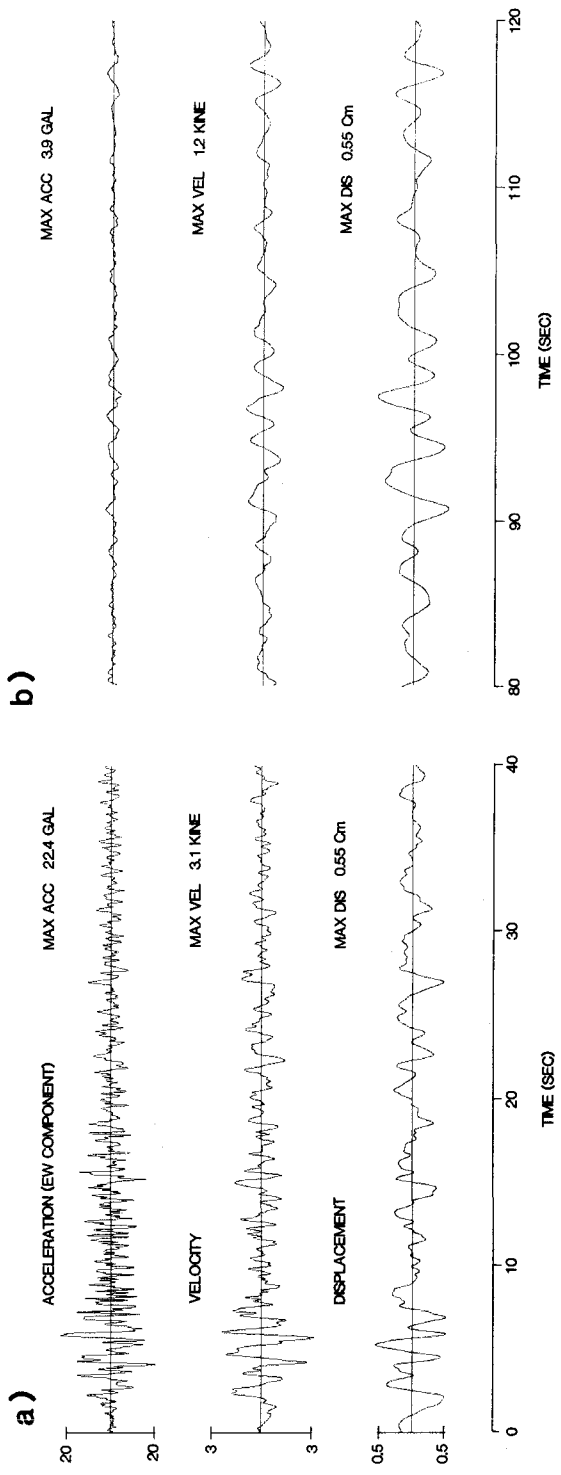 a)
ACCELERATION (EW COMPONENT)
MAX ACC 22.4 GAL
20
20
VELOCITY
MAX VEL 3.1 KINE
3
3
DISPLACEMENT
MAX DIS 0.55 Cm
0.5
0.5
0 10 20 30 40
TIME (SEC)
b)
MAX ACC 3.9 GAL
MAX VEL 1.2 KINE
MAX DIS 0.55 Cm
80 90 100 110 120
TIME (SEC)